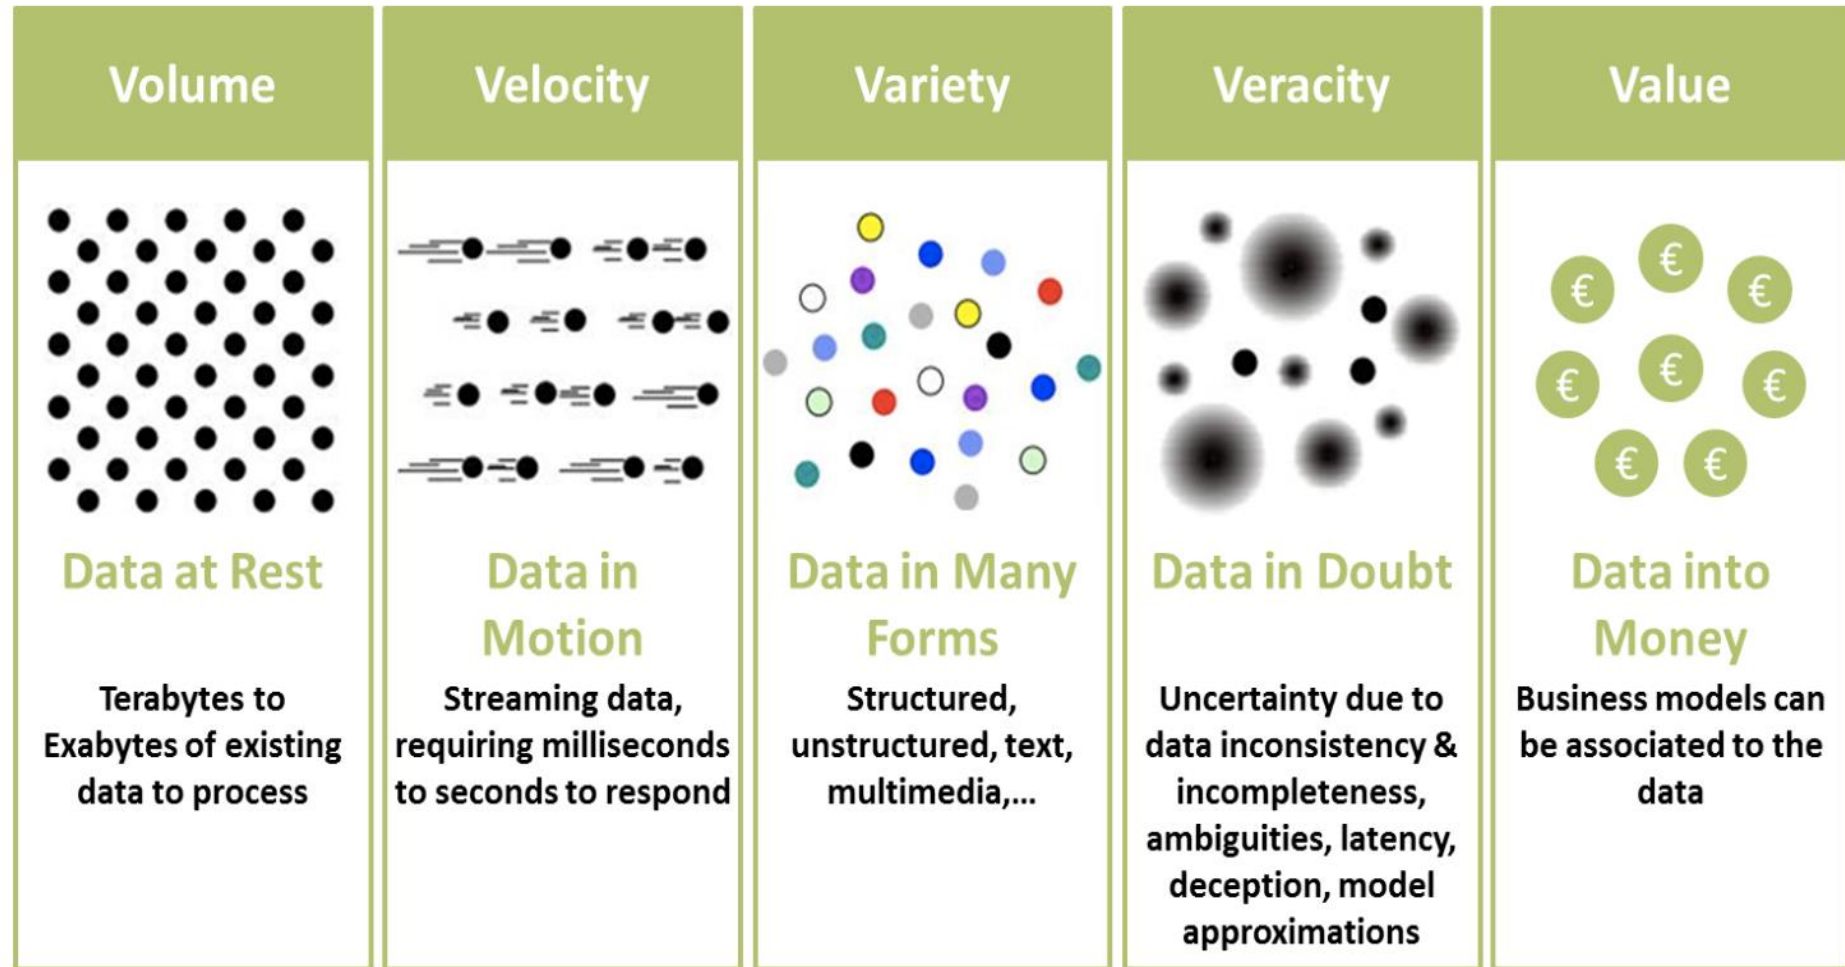 Volume
Velocity
Variety
Veracity
Value
€
€
€
€
€
€
€
€
Data at Rest
Terabytes to
Exabytes of existing
data to process
Data in
Motion
Streaming data,
requiring milliseconds
to seconds to respond
Data in Many
Forms
Structured,
unstructured, text,
multimedia,...
Data in Doubt
Uncertainty due to
data inconsistency &
incompleteness,
ambiguities, latency,
deception, model
approximations
Data into
Money
Business models can
be associated to the
data